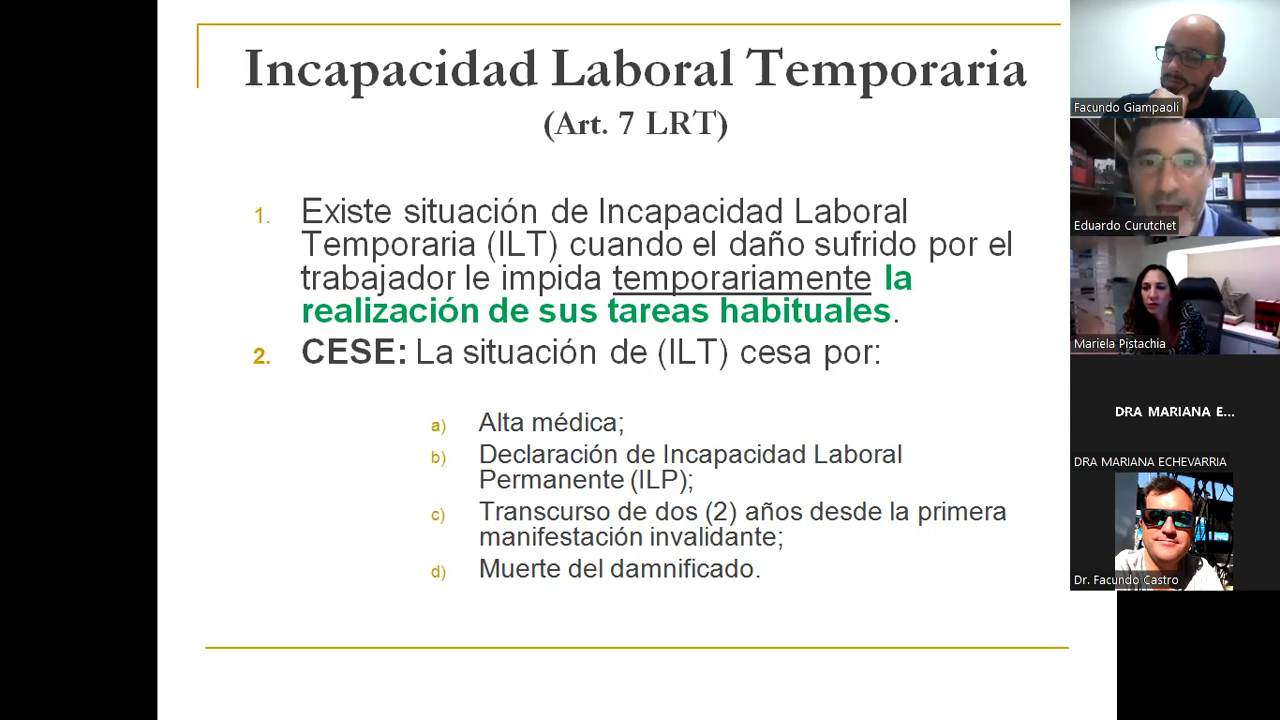 Incapacidad Laboral Temporaria
(Art. 7 LRT)
1. Existe situación de Incapacidad Laboral
Temporaria (ILT) cuando el daño sufrido por el
trabajador le impida temporariamente la
realización de sus tareas habituales.
2. CESE: La situación de (ILT) cesa por:
a) Alta médica;
b) Declaración de Incapacidad Laboral
Permanente (ILP);
c) Transcurso de dos (2) años desde la primera
manifestación invalidante;
d) Muerte del damnificado.
Facundo Giampaoli
Eduardo Curutchet
Mariela Pistachia
DRA MARIANA E...
DRA MARIANA ECHEVARRIA
Dr. Facundo Castro